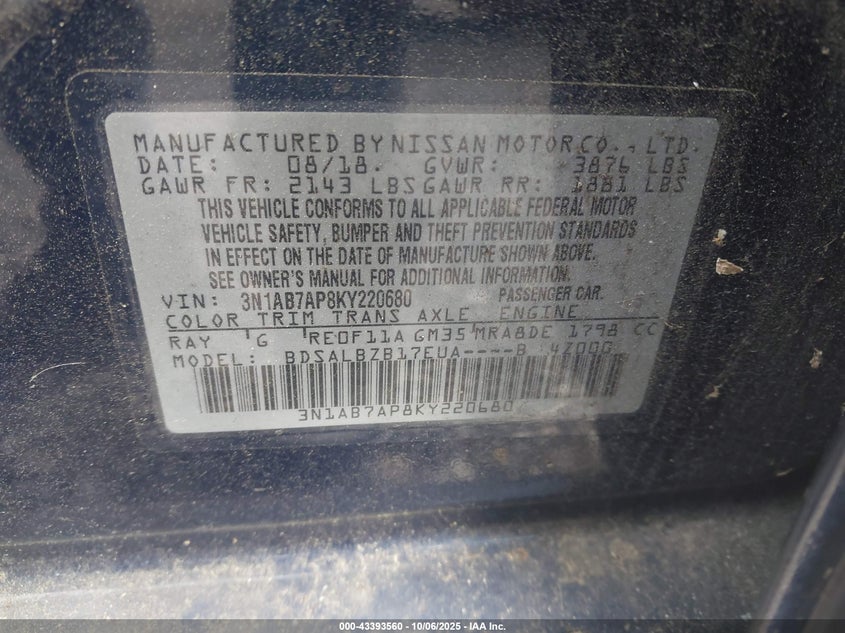 MANUFACTURED BY NISSAN MOTOR CO., LTD.
DATE: 08/18. GVWR: 3876 LBS
GAWR FR: 2143 LBS GAWR RR: 1881 LBS
THIS VEHICLE CONFORMS TO ALL APPLICABLE FEDERAL MOTOR
VEHICLE SAFETY, BUMPER AND THEFT PREVENTION STANDARDS
IN EFFECT ON THE DATE OF MANUFACTURE SHOWN ABOVE.
SEE OWNER'S MANUAL FOR ADDITIONAL INFORMATION.
VIN: 3N1AB7AP8KY220680 PASSENGER CAR.
COLOR TRIM TRANS AXLE ENGINE
RAY G RE0F11A GM35 MRA8DE 1798 CC
MODEL: BDSALBZB17EUA----B 4Z000
3N1AB7AP8KY220680
000-43393560 - 10/06/2025 - IAA Inc.